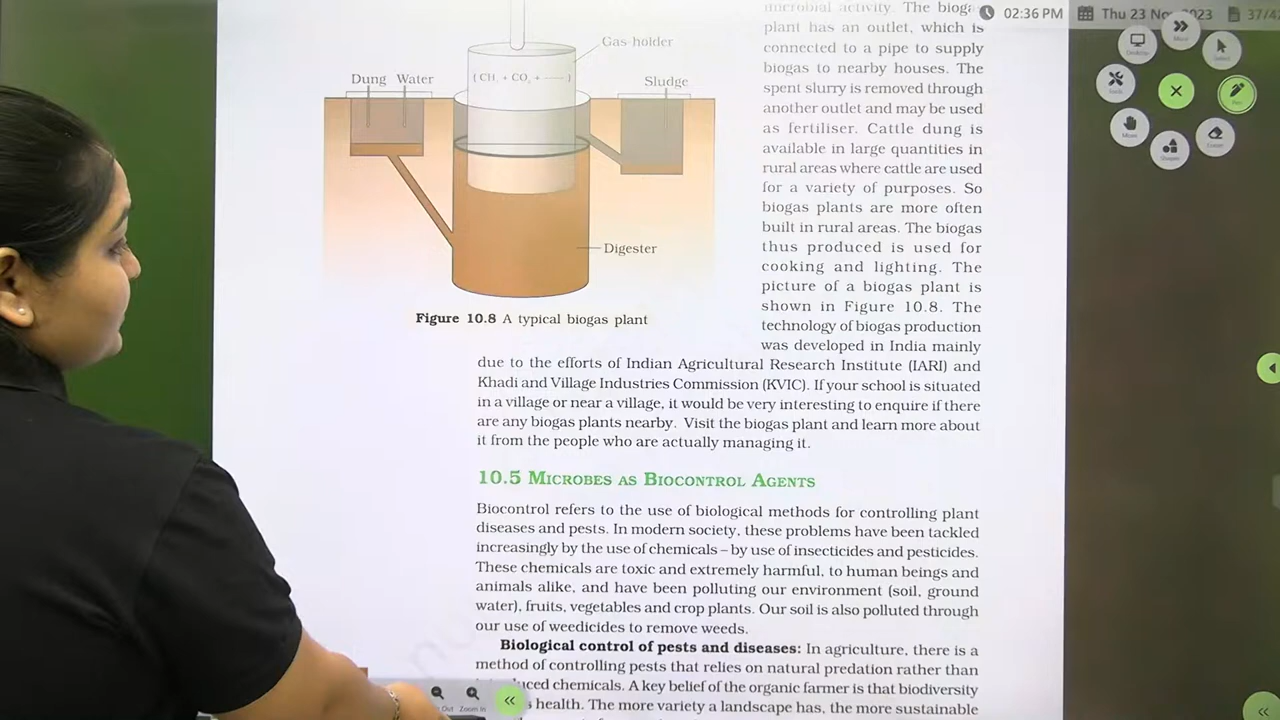 02:36 PM
Thu 23 No 2023
37/4
microbial activity. The bioga
plant has an outlet, which is
connected to a pipe to supply
biogas to nearby houses. The
spent slurry is removed through
another outlet and may be used
as fertiliser. Cattle dung is
available in large quantities in
rural areas where cattle are used
for a variety of purposes. So
biogas plants are more often
built in rural areas. The biogas
thus produced is used for
cooking and lighting. The
picture of a biogas plant is
shown in Figure 10.8. The
technology of biogas production
was developed in India mainly
Gas holder
(CH₄ + CO₂ + ——)
Dung Water
Sludge
Digester
Figure 10.8 A typical biogas plant
due to the efforts of Indian Agricultural Research Institute (IARI) and
Khadi and Village Industries Commission (KVIC). If your school is situated
in a village or near a village, it would be very interesting to enquire if there
are any biogas plants nearby. Visit the biogas plant and learn more about
it from the people who are actually managing it.
10.5 MICROBES AS BIOCONTROL AGENTS
Biocontrol refers to the use of biological methods for controlling plant
diseases and pests. In modern society, these problems have been tackled
increasingly by the use of chemicals – by use of insecticides and pesticides.
These chemicals are toxic and extremely harmful, to human beings and
animals alike, and have been polluting our environment (soil, ground
water), fruits, vegetables and crop plants. Our soil is also polluted through
our use of weedicides to remove weeds.
Biological control of pests and diseases: In agriculture, there is a
method of controlling pests that relies on natural predation rather than
uced chemicals. A key belief of the organic farmer is that biodiversity
s health. The more variety a landscape has, the more sustainable
Desktop
More
Select
Tools
Pen
Move
Shapes
Eraser
Out
Zoom In